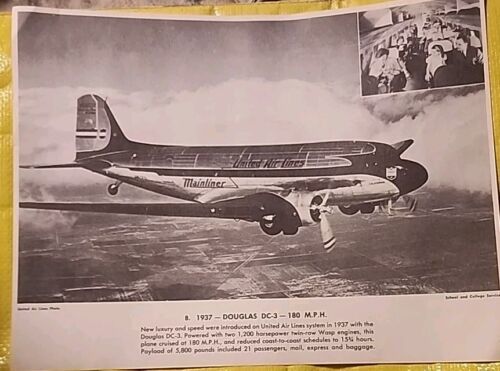 United Air Lines
Mainliner
United Air Lines Photo
School and College Service
8. 1937 — DOUGLAS DC-3 — 180 M.P.H.
New luxury and speed were introduced on United Air Lines system in 1937 with the
Douglas DC-3. Powered with two 1,200 horsepower twin-row Wasp engines, this
plane cruised at 180 M.P.H., and reduced coast-to-coast schedules to 15¾ hours.
Payload of 5,800 pounds included 21 passengers, mail, express and baggage.